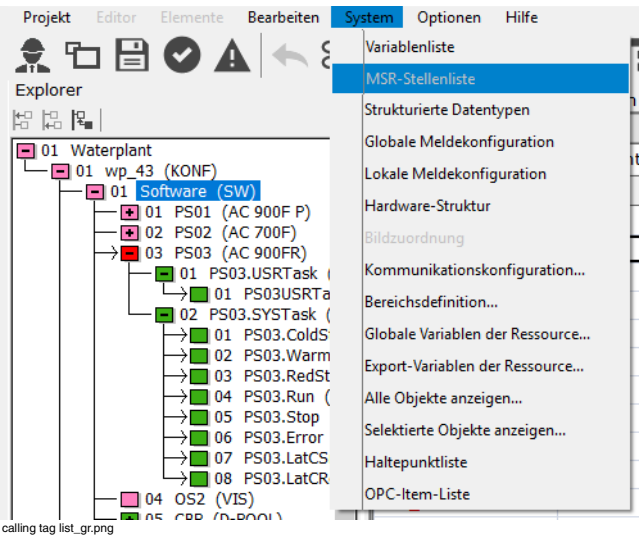 Projekt Editor Elemente Bearbeiten System Optionen Hilfe
Explorer
01 Waterplant
01 wp_43 (KONF)
01 Software (SW)
01 PS01 (AC 900F P)
02 PS02 (AC 700F)
03 PS03 (AC 900FR)
01 PS03.USRTask (
01 PS03USRTa
02 PS03.SYSTask (
01 PS03.ColdS
02 PS03.Warm
03 PS03.RedSt
04 PS03.Run (
05 PS03.Stop
06 PS03.Error
07 PS03.LatCS
08 PS03.LatCR
04 OS2 (VIS)
05 CBR (D-POOL)
Variablenliste
MSR-Stellenliste
Strukturierte Datentypen
Globale Meldekonfiguration
Lokale Meldekonfiguration
Hardware-Struktur
Bildzuordnung
Kommunikationskonfiguration...
Bereichsdefinition...
Globale Variablen der Ressource...
Export-Variablen der Ressource...
Alle Objekte anzeigen...
Selektierte Objekte anzeigen...
Haltepunktliste
OPC-Item-Liste
calling tag list_gr.png